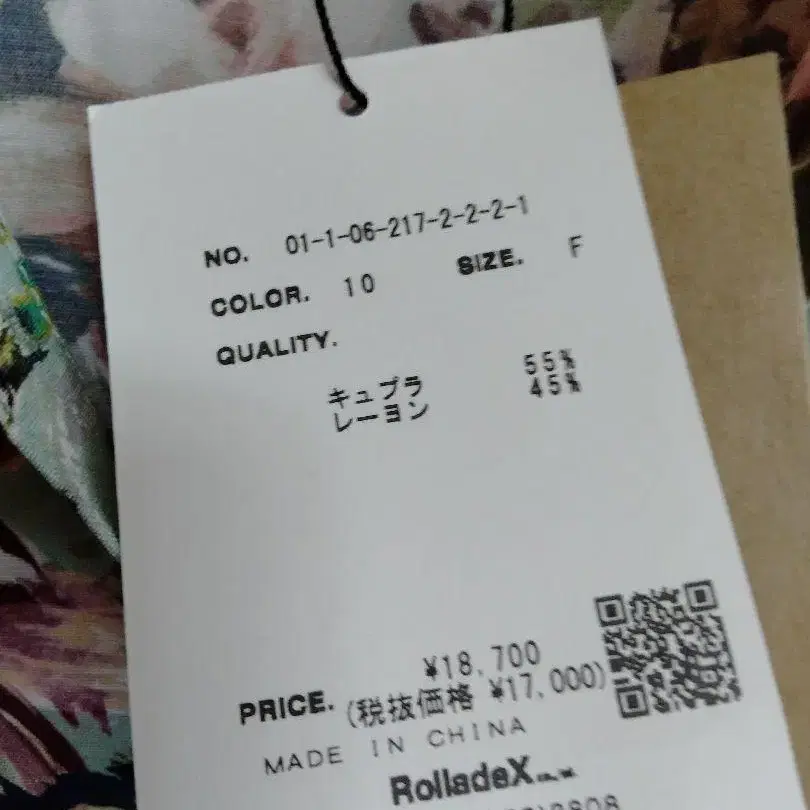 NO. 01-1-06-217-2-2-2-1
COLOR. 10 SIZE. F
QUALITY.
キュプラ 55%
レーヨン 45%
¥18,700
PRICE. (税抜価格 ¥17,000)
MADE IN CHINA
RolladeX